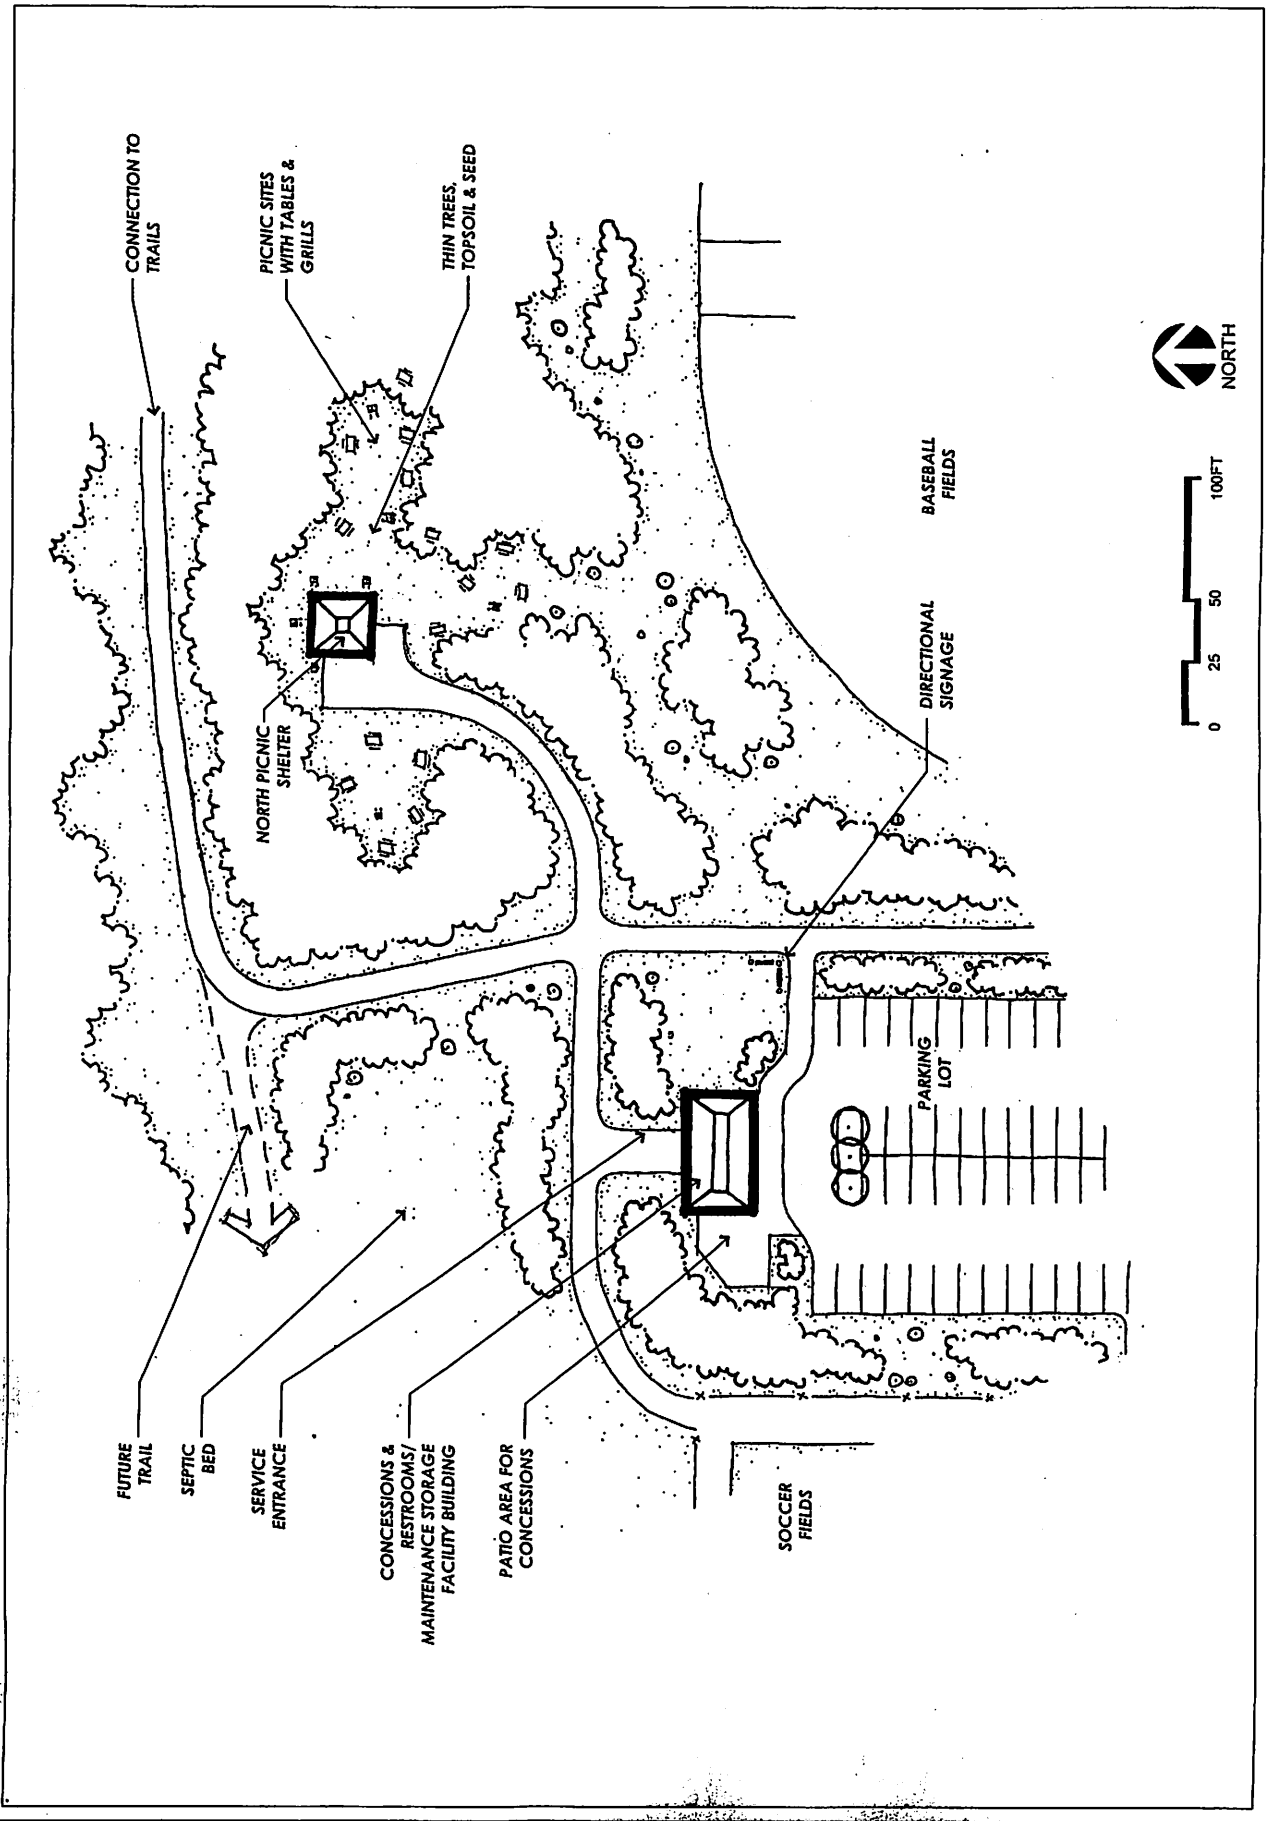 CONNECTION TO
TRAILS
PICNIC SITES
WITH TABLES &
GRILLS
THIN TREES,
TOPSOIL & SEED
NORTH PICNIC
SHELTER
FUTURE
TRAIL
SEPTIC
BED
SERVICE
ENTRANCE
CONCESSIONS &
RESTROOMS/
MAINTENANCE STORAGE
FACILITY BUILDING
PATIO AREA FOR
CONCESSIONS
SOCCER
FIELDS
PARKING
LOT
DIRECTIONAL
SIGNAGE
BASEBALL
FIELDS
0 25 50 100FT
NORTH